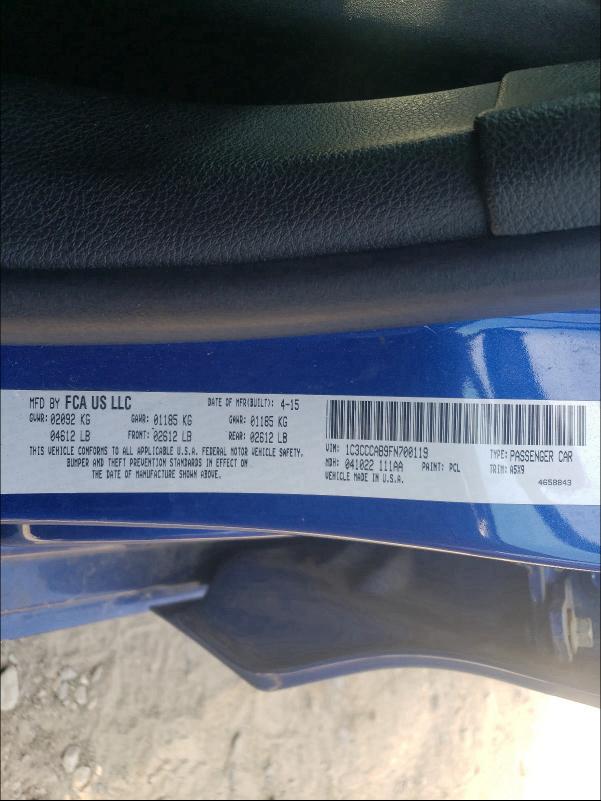 MFD BY FCA US LLC DATE OF MFR(BUILT): 4-15
GVWR: 02092 KG GAWR: 01185 KG GAWR: 01185 KG
04612 LB FRONT: 02612 LB REAR: 02612 LB
THIS VEHICLE CONFORMS TO ALL APPLICABLE U.S.A. FEDERAL MOTOR VEHICLE SAFETY,
BUMPER AND THEFT PREVENTION STANDARDS IN EFFECT ON
THE DATE OF MANUFACTURE SHOWN ABOVE.
VIN: 1C3CCCAB9FN700119 TYPE: PASSENGER CAR
MDH: 041022 111AA PAINT: PCL TRIM: A5X9
VEHICLE MADE IN U.S.A. 4658843